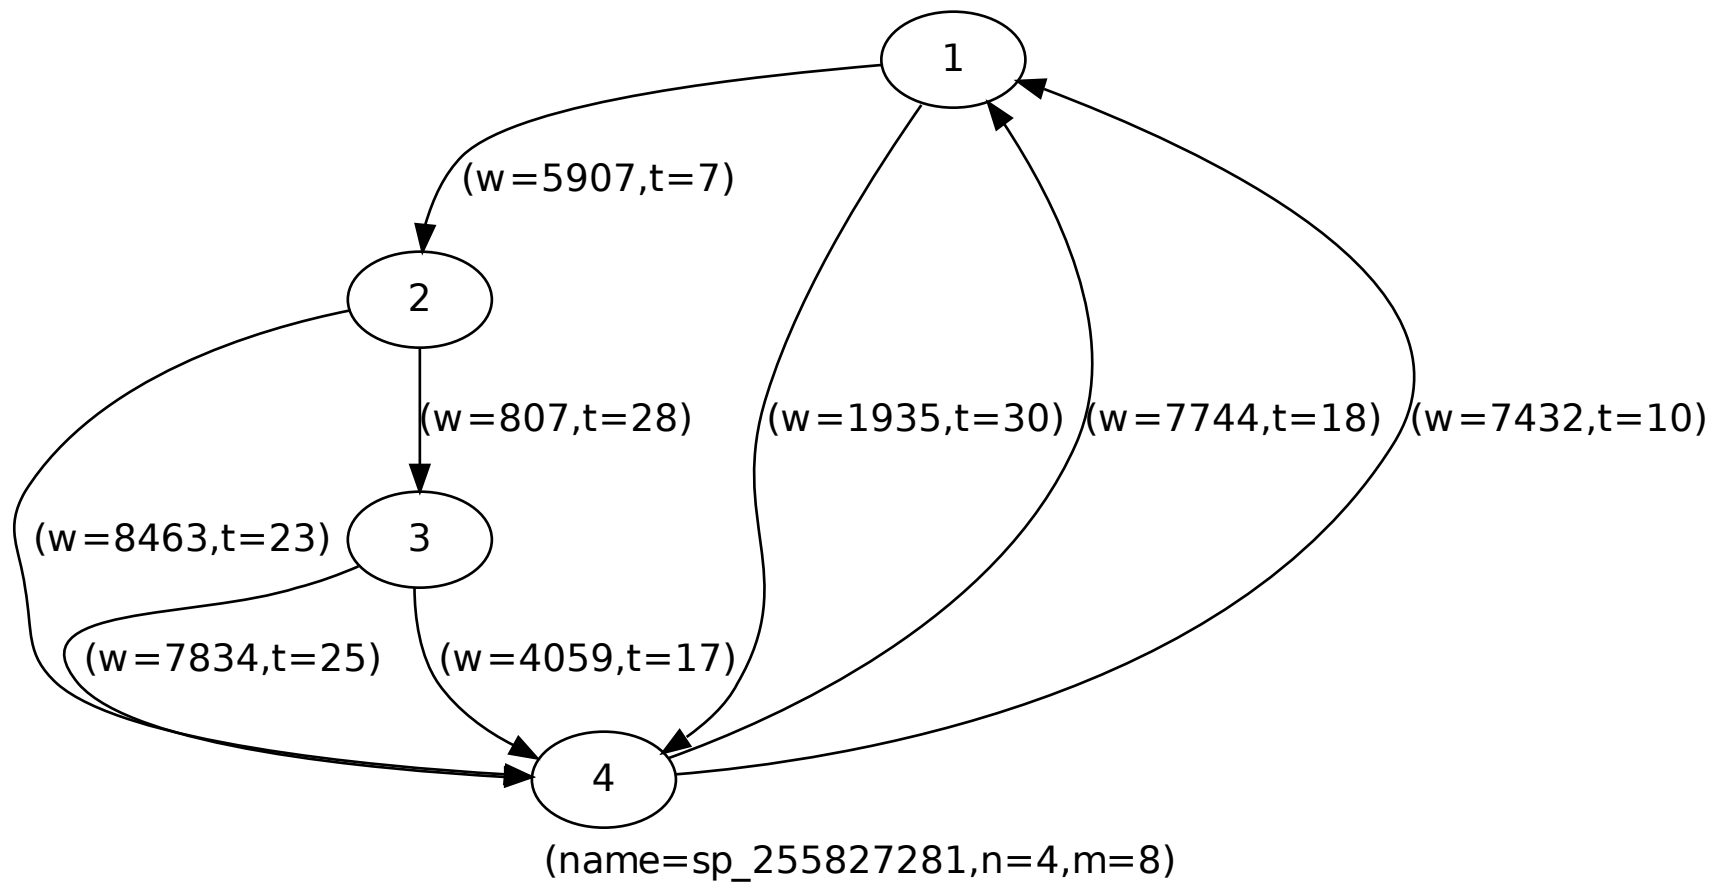 1
(w=5907,t=7)
2
(w=807,t=28)
(w=1935,t=30)
(w=7744,t=18)
(w=7432,t=10)
(w=8463,t=23)
3
(w=7834,t=25)
(w=4059,t=17)
4
(name=sp_255827281,n=4,m=8)